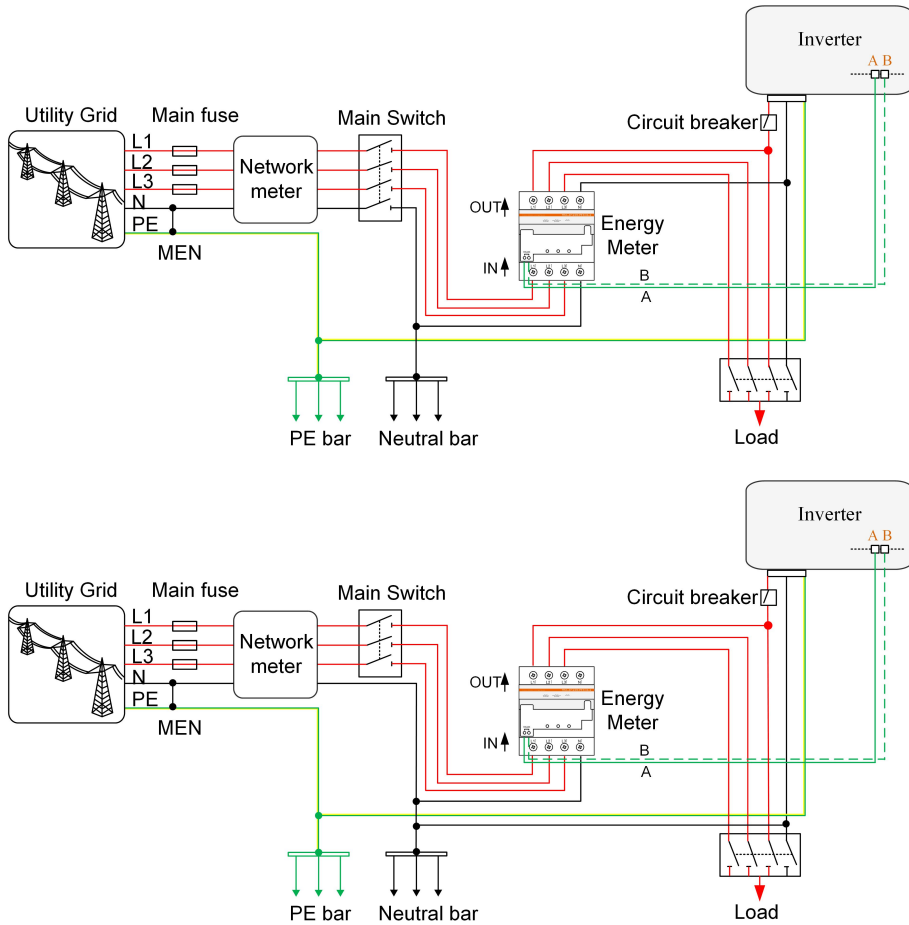 Inverter
A B
Utility Grid
Main fuse
Main Switch
Circuit breaker
L1
L2
L3
N
PE
MEN
Network
meter
OUT
IN
Energy
Meter
B
A
PE bar
Neutral bar
Load
Inverter
A B
Utility Grid
Main fuse
Main Switch
Circuit breaker
L1
L2
L3
N
PE
MEN
Network
meter
OUT
IN
Energy
Meter
B
A
PE bar
Neutral bar
Load